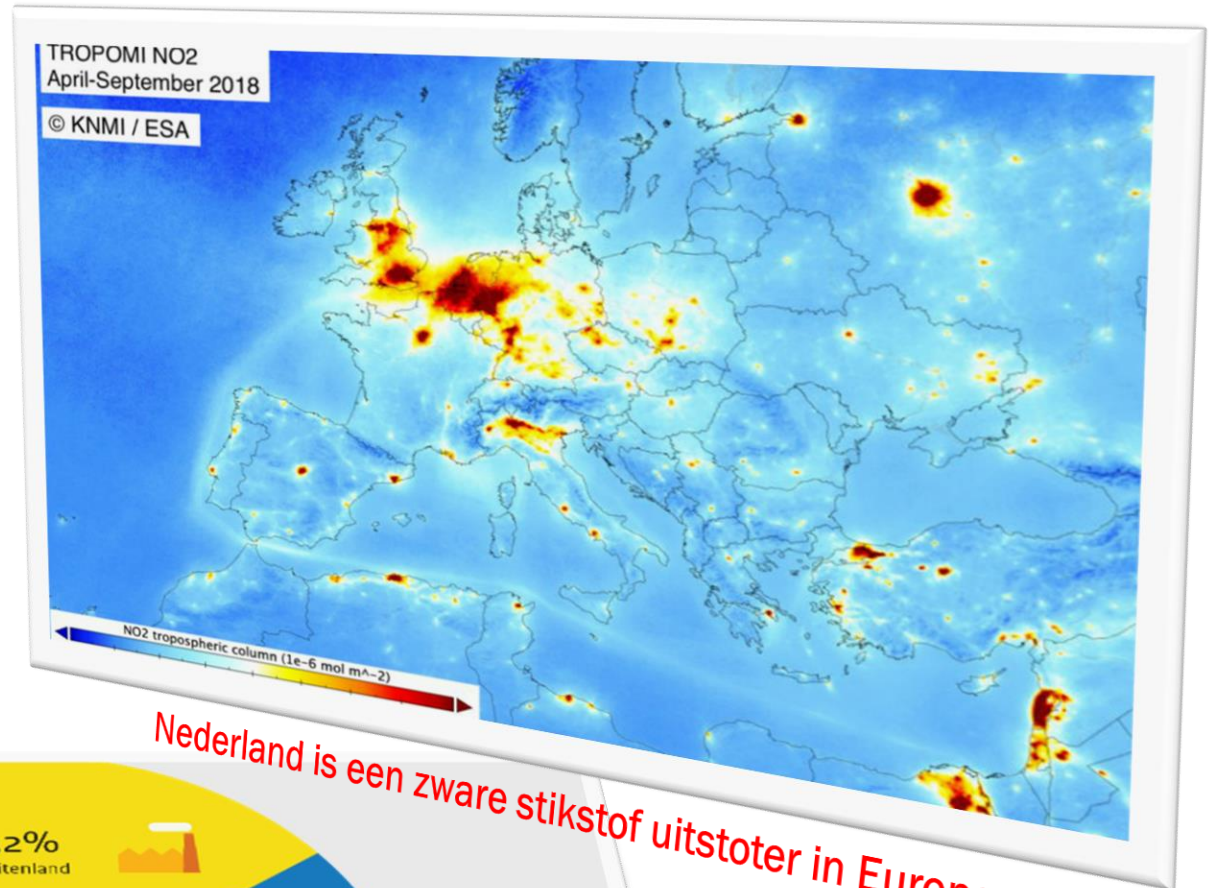 TROPOMI NO2
April-September 2018
© KNMI / ESA
NO2 tropospheric column (1e-6 mol m^-2)
Nederland is een zware stikstof uitstoter in
2%